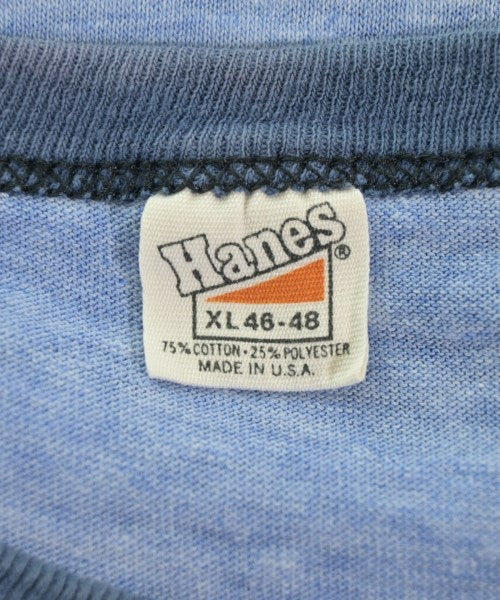 Hanes®
XL 46-48
75% COTTON • 25% POLYESTER
MADE IN U.S.A.